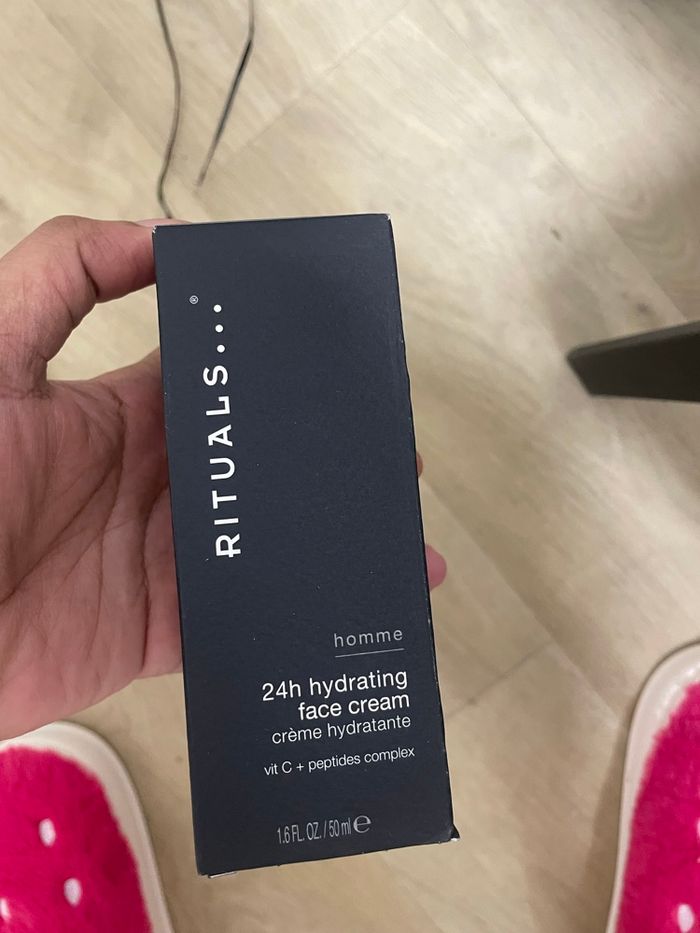 RITUALS...®
homme
24h hydrating
face cream
crème hydratante
vit C + peptides complex
1.6 FL. OZ. / 50 ml ℮